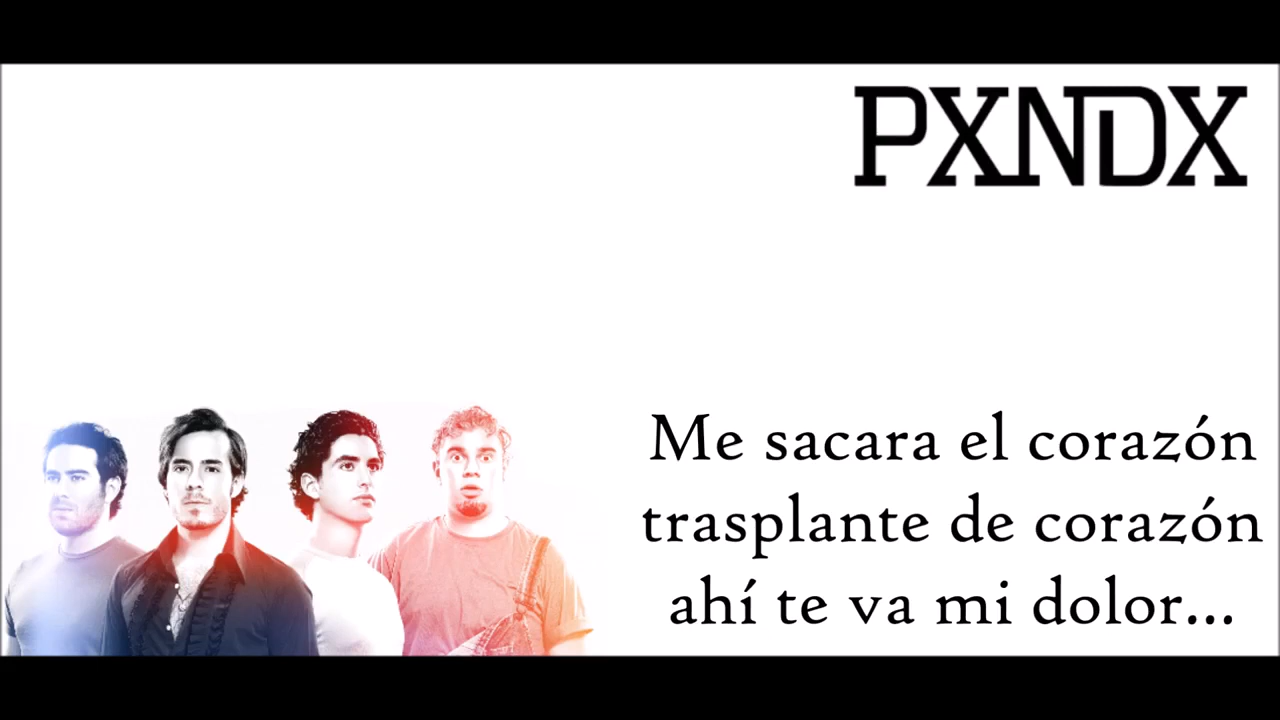 PXNDX
Me sacara el corazón
trasplante de corazón
ahí te va mi dolor...